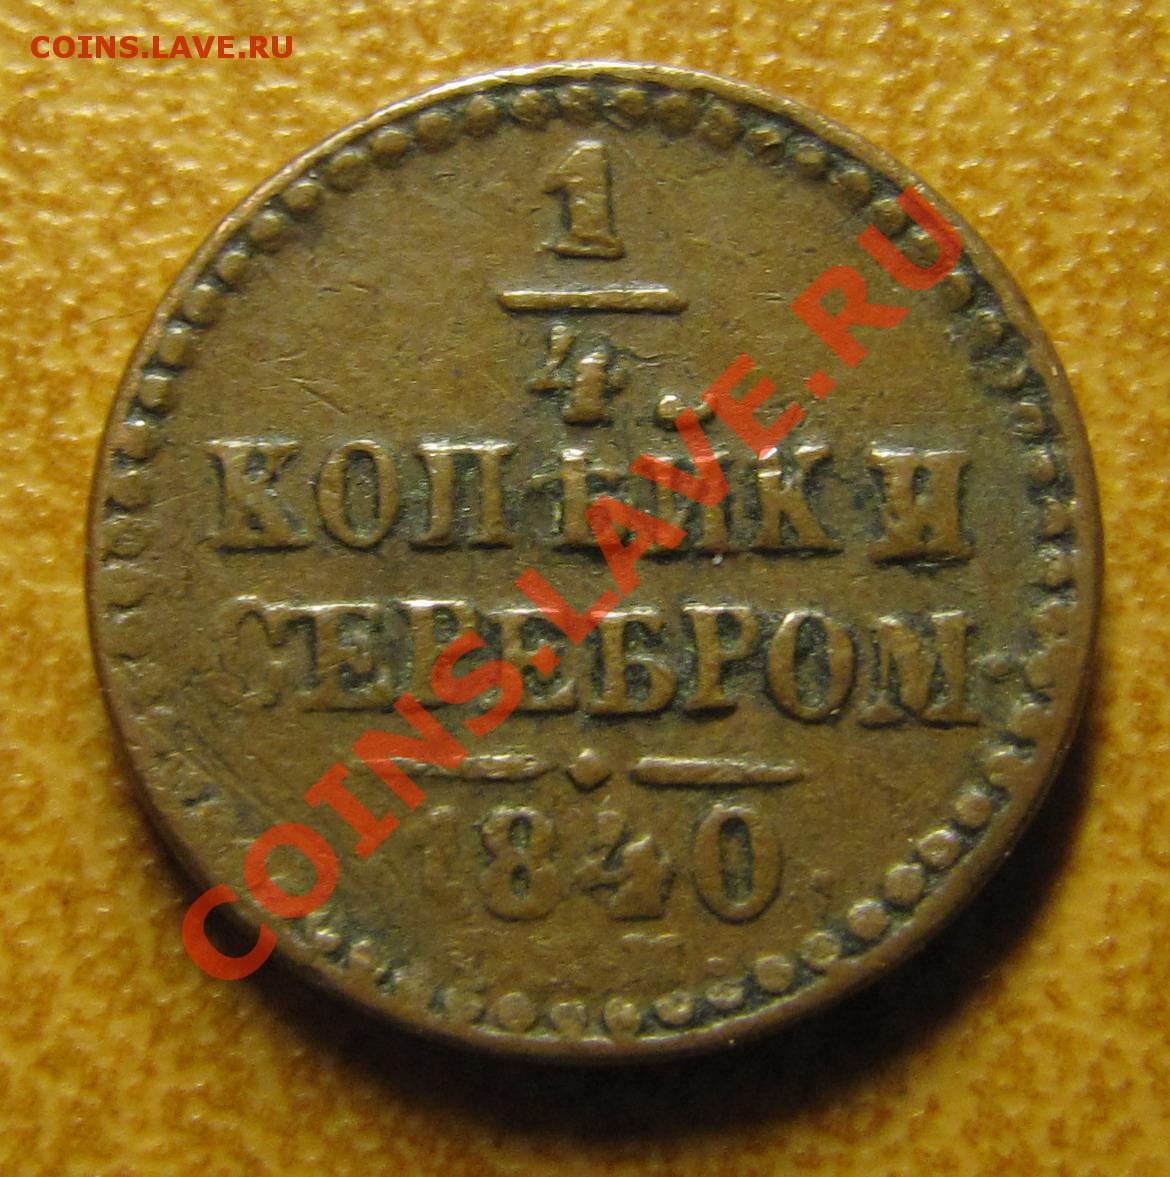 COINS.LAVE.RU
1
4
КОПѢЙКИ
СЕРЕБРОМ
1840
COINS.LAVE.RU